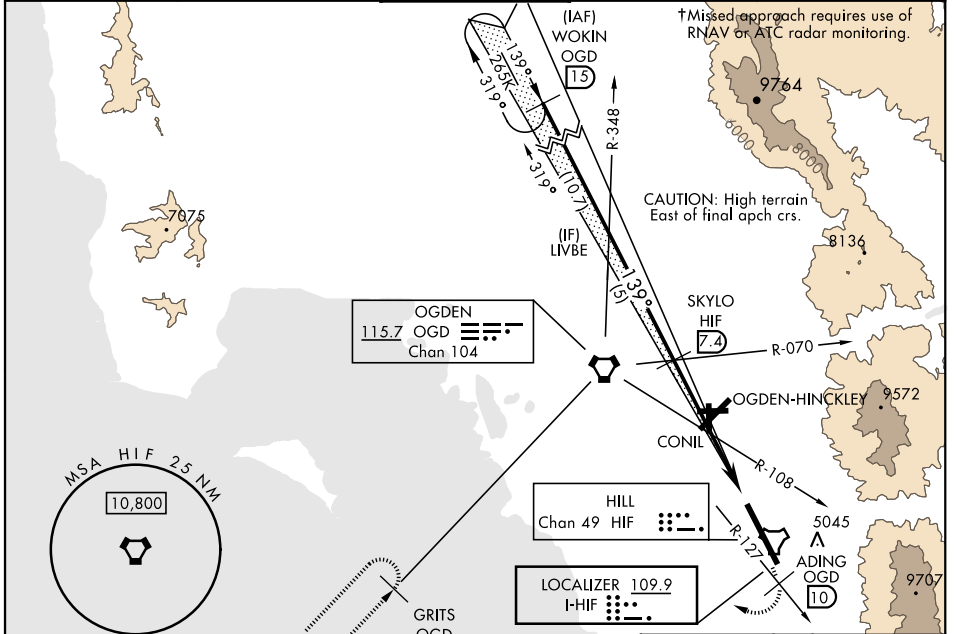 †Missed approach requires use of
RNAV or ATC radar monitoring.
(IAF)
WOKIN
OGD
15
139°
265K
319°
319°
R-348
9764
6000
8000
(10.7)
CAUTION: High terrain
East of final apch crs.
7075
(IF)
LIVBE
8136
139°
(5)
SKYLO
HIF
7.4
OGDEN
115.7 OGD
Chan 104
R-070
OGDEN-HINCKLEY
9572
CONIL
R-108
MSA HIF 25 NM
10,800
HILL
Chan 49 HIF
R-127
5045
ADING
OGD
10
LOCALIZER 109.9
I-HIF
9707
GRITS
OGD